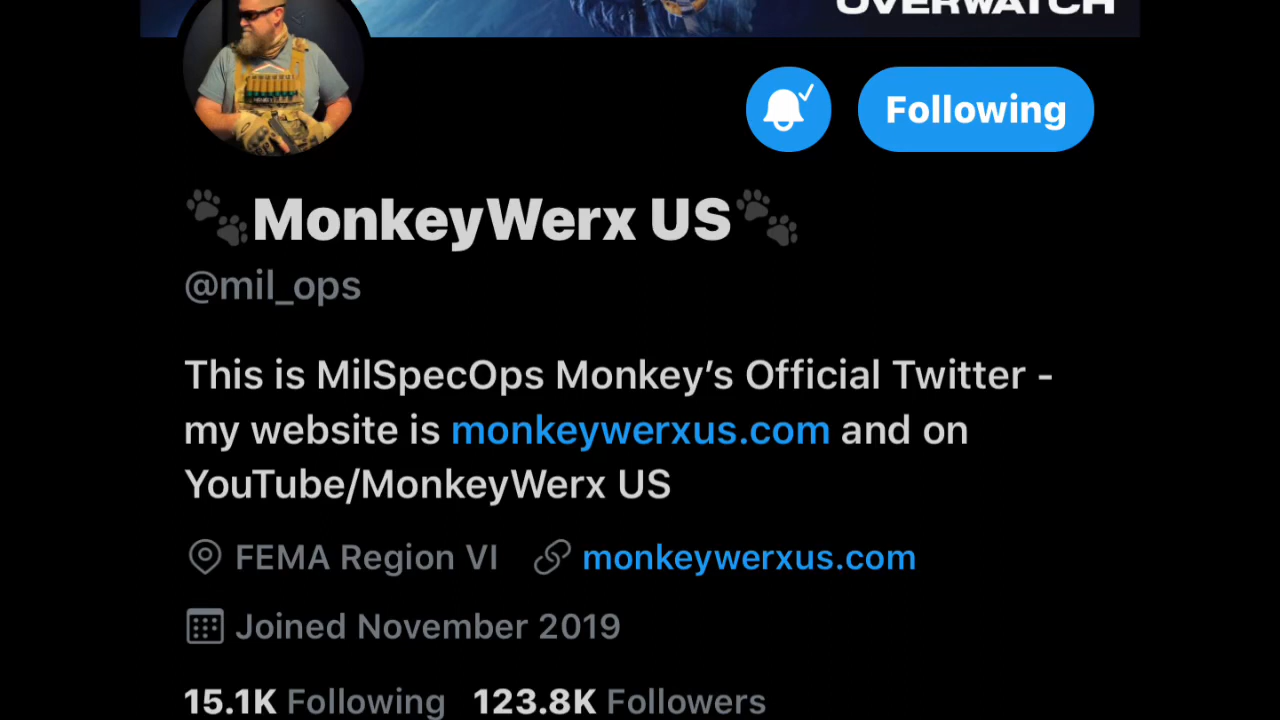 OVERWATCH
Following
MonkeyWerx US
@mil_ops
This is MilSpecOps Monkey’s Official Twitter -
my website is monkeywerxus.com and on
YouTube/MonkeyWerx US
FEMA Region VI monkeywerxus.com
Joined November 2019
15.1K Following 123.8K Followers